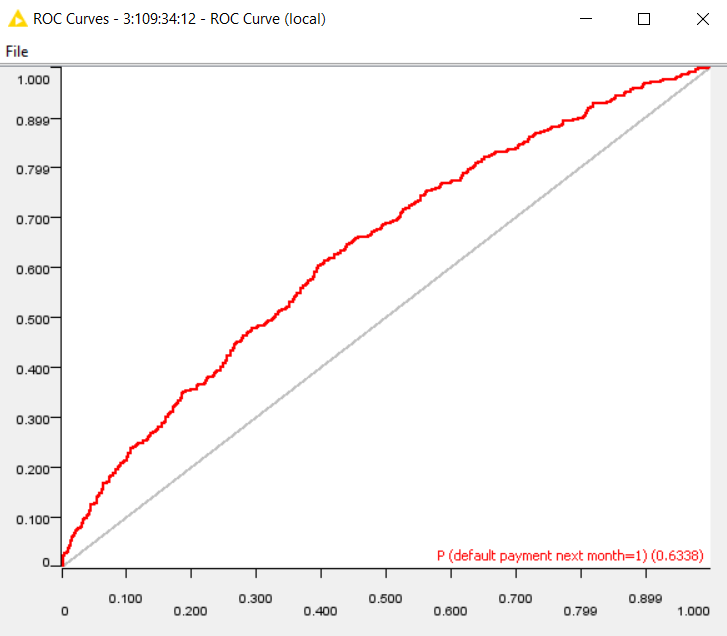 ROC Curves - 3:109:34:12 - ROC Curve (local)
File
1.000
0.899
0.799
0.700
0.600
0.500
0.400
0.300
0.200
0.100
0
P (default payment next month=1) (0.6338)
0.100 0.300 0.500 0.700 0.899
0 0.200 0.400 0.600 0.799 1.000